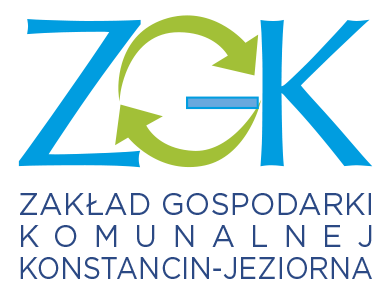 ZGK
ZAKŁAD GOSPODARKI
KOMUNALNEJ
KONSTANCIN-JEZIORNA